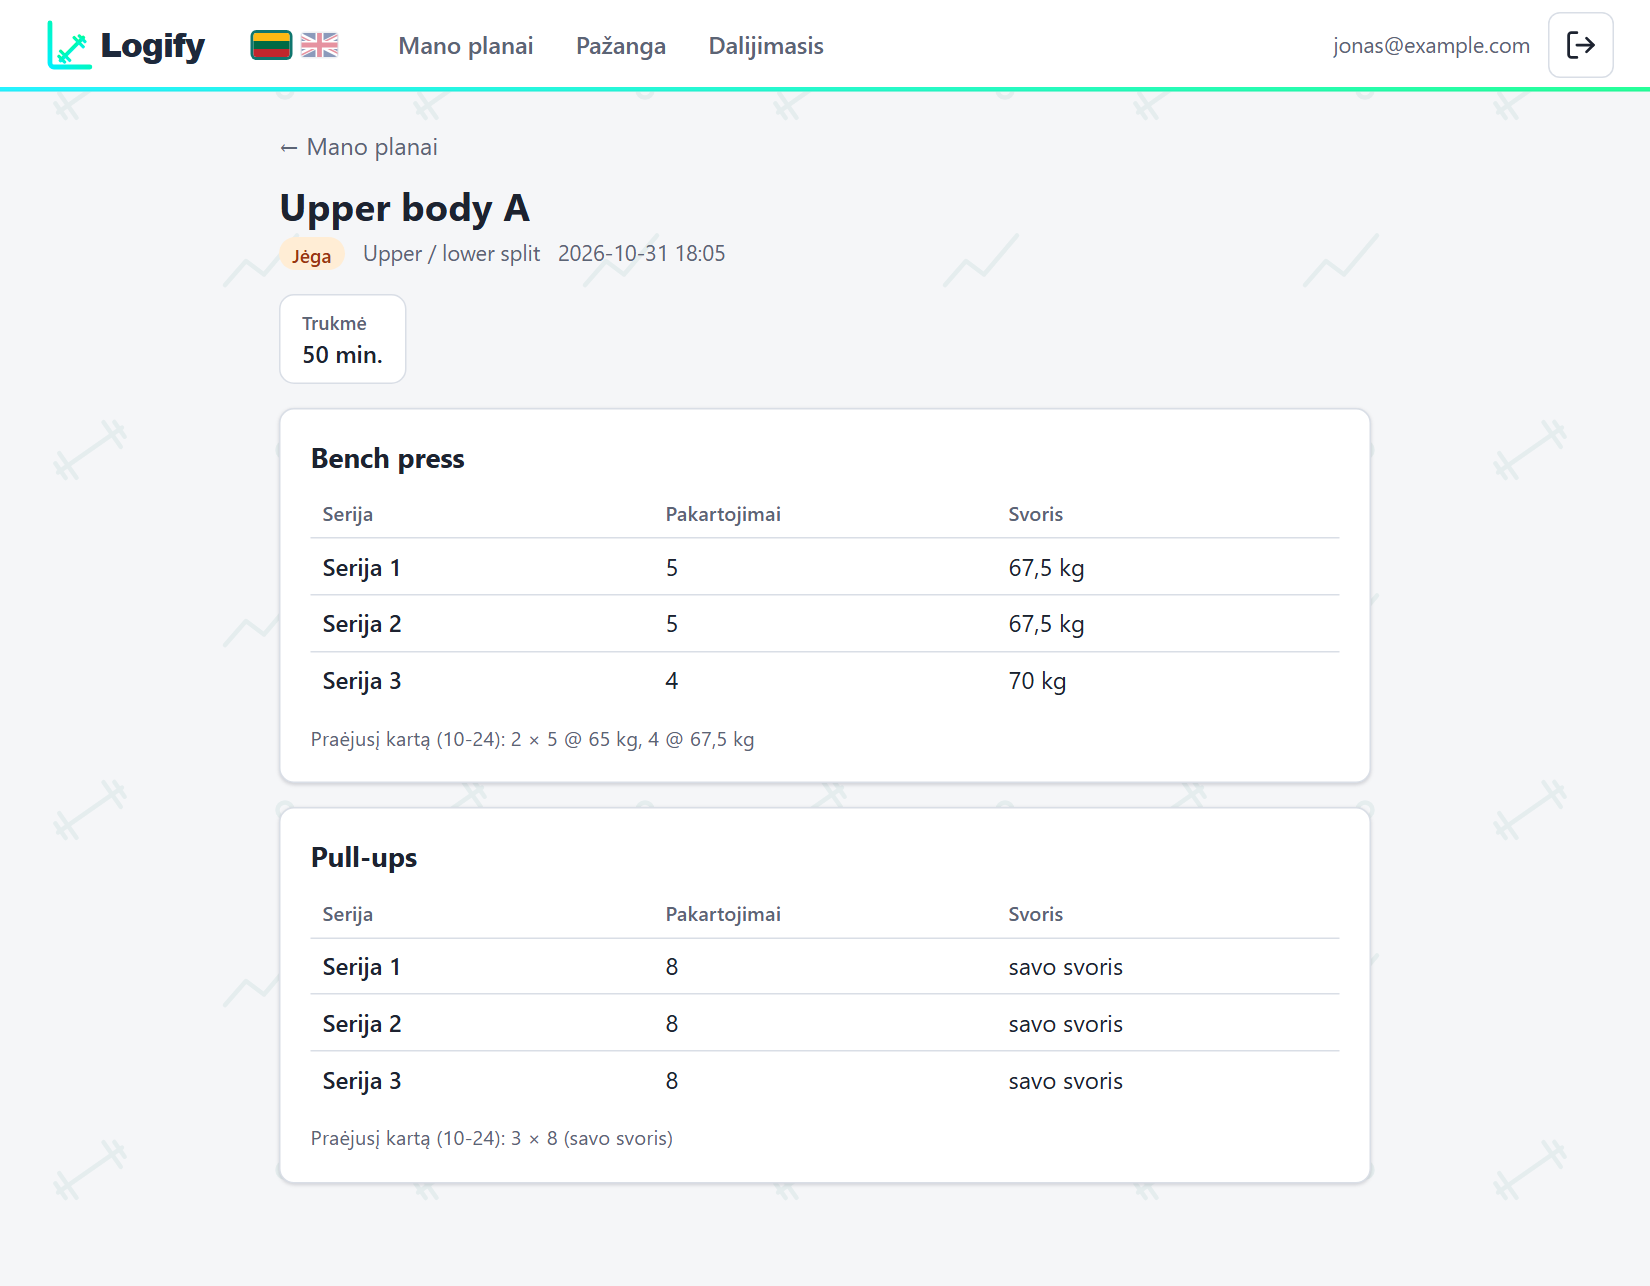 Logify Mano planai Pažanga Dalijimasis jonas@example.com
← Mano planai
Upper body A
Jėga Upper / lower split 2026-10-31 18:05
Trukmė
50 min.
Bench press
Serija Pakartojimai Svoris
Serija 1 5 67,5 kg
Serija 2 5 67,5 kg
Serija 3 4 70 kg
Praėjusį kartą (10-24): 2 × 5 @ 65 kg, 4 @ 67,5 kg
Pull-ups
Serija Pakartojimai Svoris
Serija 1 8 savo svoris
Serija 2 8 savo svoris
Serija 3 8 savo svoris
Praėjusį kartą (10-24): 3 × 8 (savo svoris)